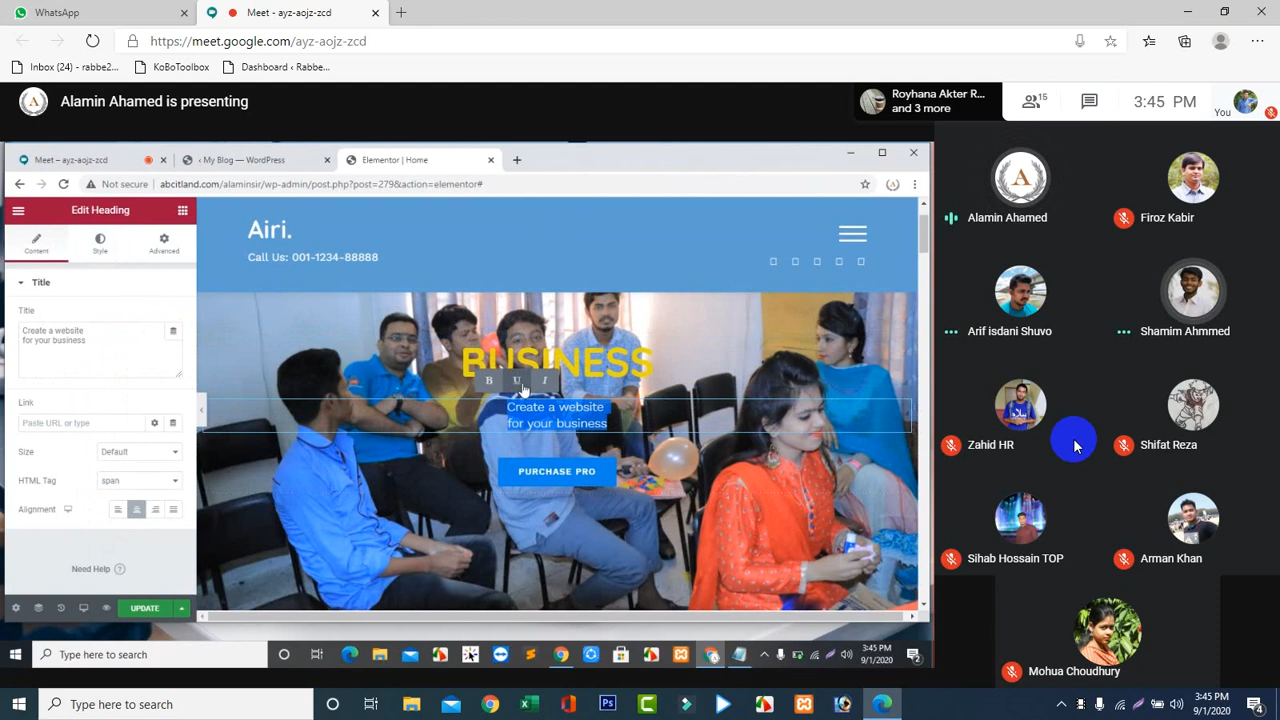 WhatsApp
Meet - ayz-aojz-zcd
https://meet.google.com/ayz-aojz-zcd
Inbox (24) - rabbe2...
KoBoToolbox
Dashboard ‹ Rabbe...
Alamin Ahamed is presenting
Royhana Akter R...
and 3 more
15
3:45 PM
You
Meet – ayz-aojz-zcd
‹ My Blog — WordPress
Elementor | Home
Not secure
abcitland.com/alaminsir/wp-admin/post.php?post=279&action=elementor#
Edit Heading
Content
Style
Advanced
Title
Title
Create a website
for your business
Link
Paste URL or type
Size
Default
HTML Tag
span
Alignment
Need Help
UPDATE
Airi.
Call Us: 001-1234-88888
BUSINESS
B U I
Create a website
for your business
PURCHASE PRO
Type here to search
3:45 PM
9/1/2020
2
Alamin Ahamed
Firoz Kabir
Arif isdani Shuvo
Shamim Ahmmed
Zahid HR
Shifat Reza
Sihab Hossain TOP
Arman Khan
Mohua Choudhury
Type here to search
3:45 PM
9/1/2020
4